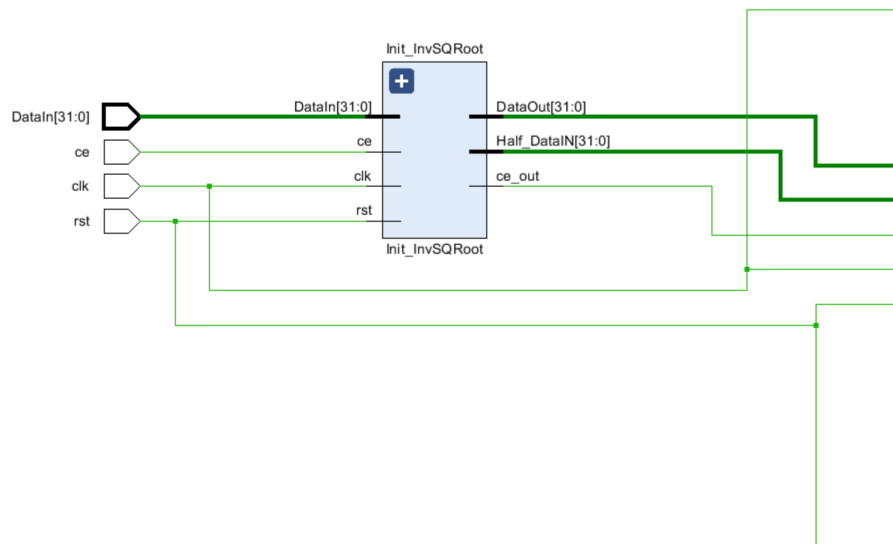 Init_InvSQRoot
DataIn[31:0]
DataIn[31:0]
DataOut[31:0]
ce
ce
Half_DataIN[31:0]
clk
clk
ce_out
rst
rst
Init_InvSQRoot